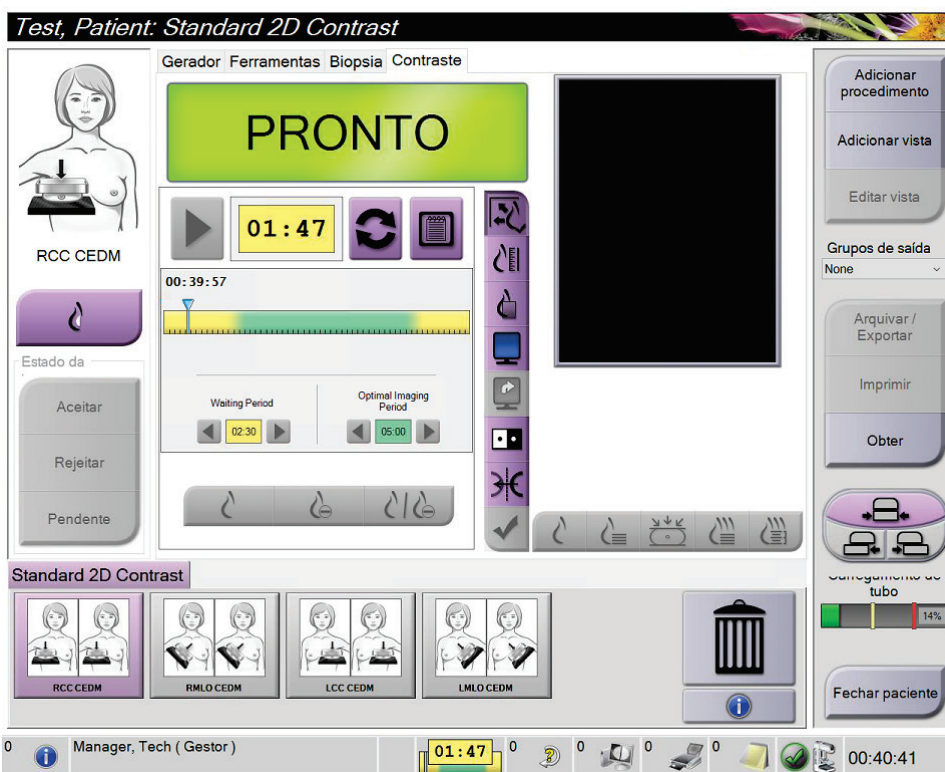 Test, Patient: Standard 2D Contrast
Gerador Ferramentas Biopsia Contraste
PRONTO
01:47
00:39:57
Waiting Period
Optimal Imaging
Period
02:30
05:00
RCC CEDM
Estado da
Aceitar
Rejeitar
Pendente
Adicionar
procedimento
Adicionar vista
Editar vista
Grupos de saída
None
Arquivar /
Exportar
Imprimir
Obter
tubo
14%
Fechar paciente
Standard 2D Contrast
RCC CEDM
RMLO CEDM
LCC CEDM
LMLO CEDM
0
Manager, Tech ( Gestor )
01:47
0
0
0
0
00:40:41